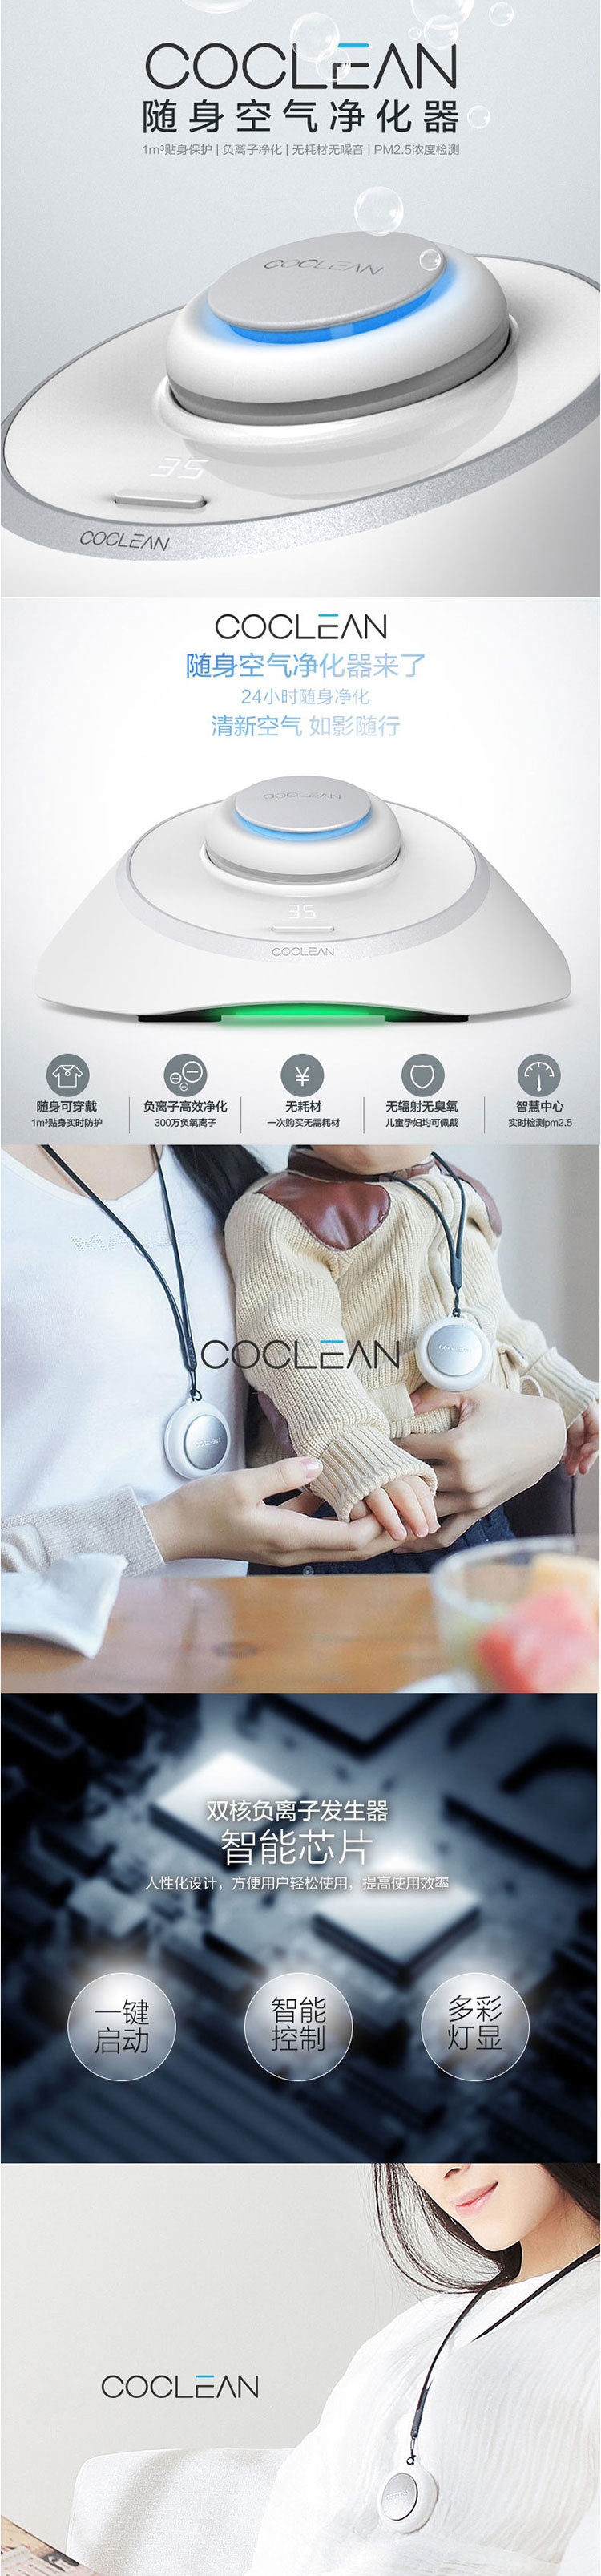 COCLEAN
随身空气净化器
1m³贴身保护 | 负离子净化 | 无耗材无噪音 | PM2.5浓度检测
COCLEAN
35
COCLEAN
COCLEAN
随身空气净化器来了
24小时随身净化
清新空气 如影随行
COCLEAN
35
COCLEAN
随身可穿戴
1m³贴身实时防护
负离子高效净化
300万负氧离子
¥
无耗材
一次购买无需耗材
无辐射无臭氧
儿童孕妇均可佩戴
智慧中心
实时检测pm2.5
COCLEAN
COCLEAN
COCLEAN
双核负离子发生器
智能芯片
人性化设计，方便用户轻松使用，提高使用效率
一键
启动
智能
控制
多彩
灯显
COCLEAN